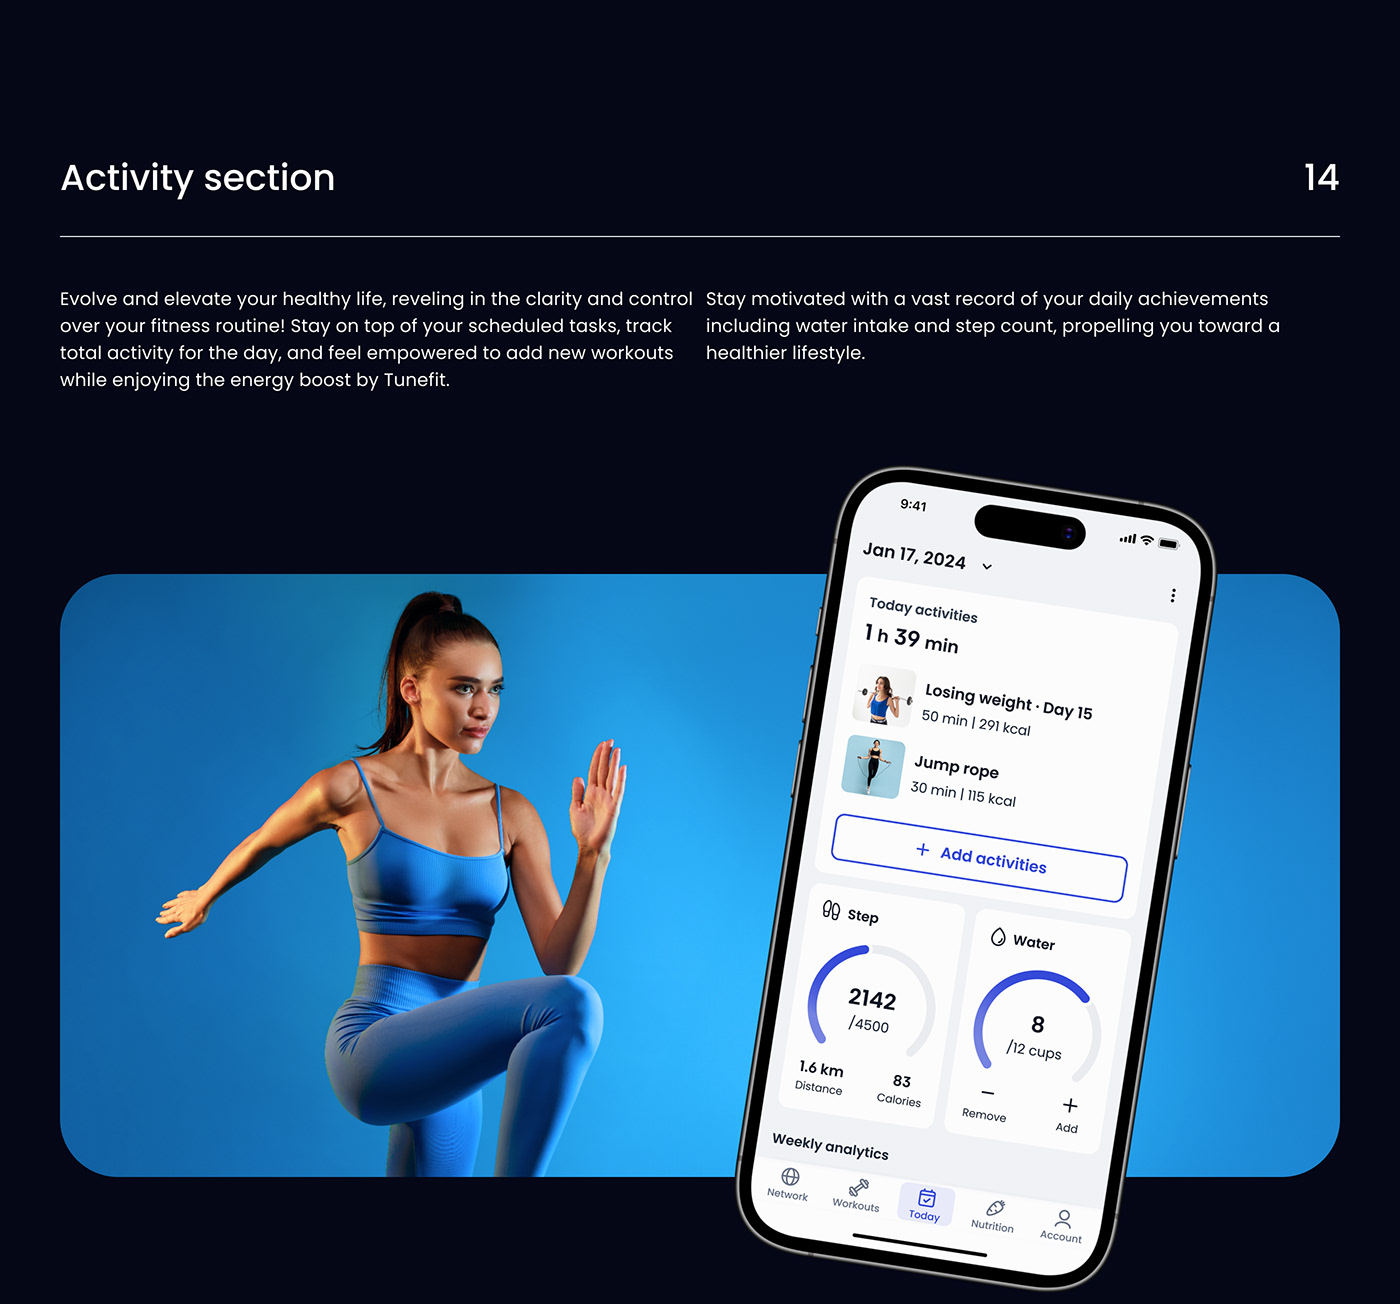 Activity section
14
Evolve and elevate your healthy life, reveling in the clarity and control
over your fitness routine! Stay on top of your scheduled tasks, track
total activity for the day, and feel empowered to add new workouts
while enjoying the energy boost by Tunefit.
Stay motivated with a vast record of your daily achievements
including water intake and step count, propelling you toward a
healthier lifestyle.
9:41
Jan 17, 2024
Today activities
1 h 39 min
Losing weight · Day 15
50 min | 291 kcal
Jump rope
30 min | 115 kcal
+ Add activities
Step
2142
/4500
1.6 km
Distance
83
Calories
Water
8
/12 cups
Remove
Add
Weekly analytics
Network
Workouts
Today
Nutrition
Account